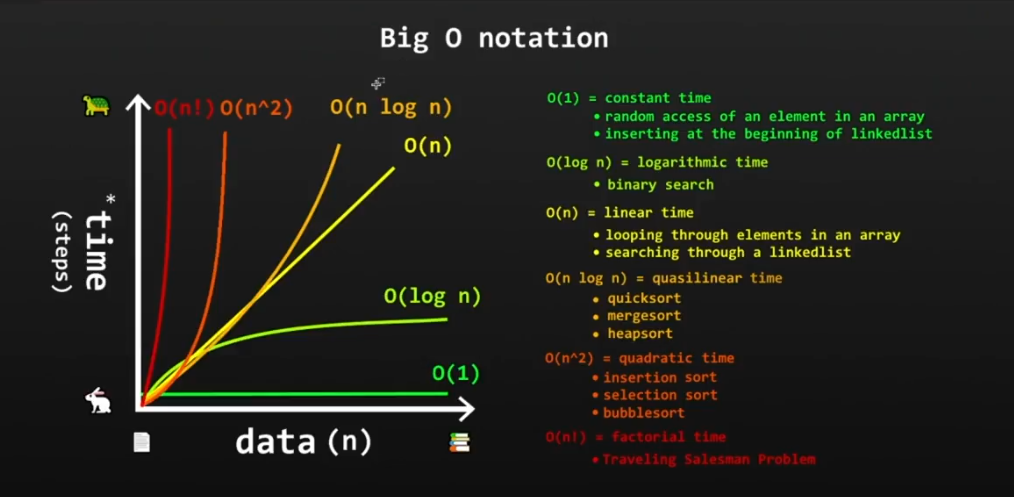 Big O notation
O(n!) O(n^2) O(n log n)
O(n)
O(log n)
O(1)
*time
(steps)
data (n)
O(1) = constant time
• random access of an element in an array
• inserting at the beginning of linkedlist
O(log n) = logarithmic time
• binary search
O(n) = linear time
• looping through elements in an array
• searching through a linkedlist
O(n log n) = quasilinear time
• quicksort
• mergesort
• heapsort
O(n^2) = quadratic time
• insertion sort
• selection sort
• bubblesort
O(n!) = factorial time
• Traveling Salesman Problem